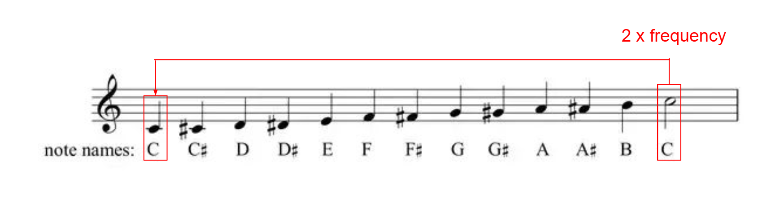 2 x frequency
note names: C C♯ D D♯ E F F♯ G G♯ A A♯ B C